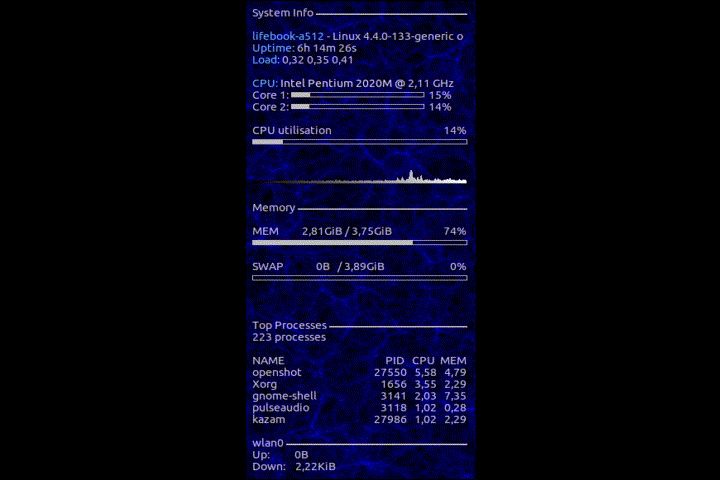 System Info
lifebook-a512 - Linux 4.4.0-133-generic o
Uptime: 6h 14m 26s
Load: 0,32 0,35 0,41
CPU: Intel Pentium 2020M @ 2,11 GHz
Core 1: 15%
Core 2: 14%
CPU utilisation 14%
Memory
MEM 2,81GiB / 3,75GiB 74%
SWAP 0B / 3,89GiB 0%
Top Processes
223 processes
NAME PID CPU MEM
openshot 27550 5,58 4,79
Xorg 1656 3,55 2,29
gnome-shell 3141 2,03 7,35
pulseaudio 3118 1,02 0,28
kazam 27986 1,02 2,29
wlan0
Up: 0B
Down: 2,22KiB